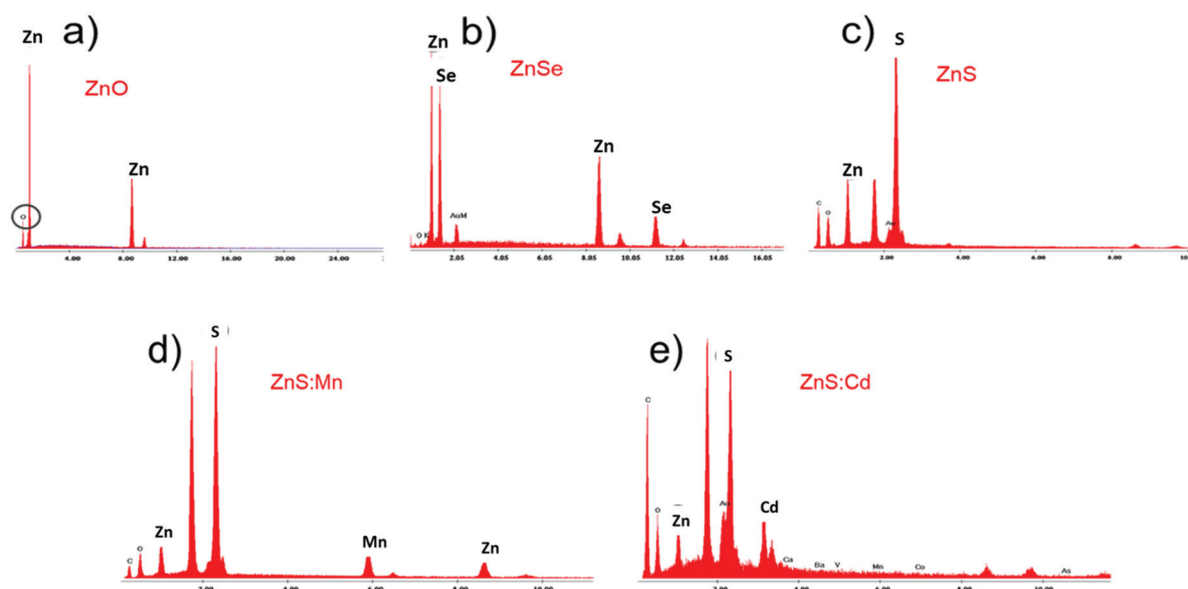 a)
Zn
ZnO
Zn
O
4.00 8.00 12.00 16.00 20.00 24.00
b)
Zn
ZnSe
Se
Zn
Se
AuM
O K
2.05 4.05 6.05 8.05 10.05 12.05 14.05 16.05
c)
S
ZnS
Zn
C
O
Au
2.00 4.00 6.00 8.00
d)
S
ZnS:Mn
Zn
Mn
Zn
O
C
e)
S
ZnS:Cd
C
O
Au
Cd
Zn
Ca
Ba V Mn Co As